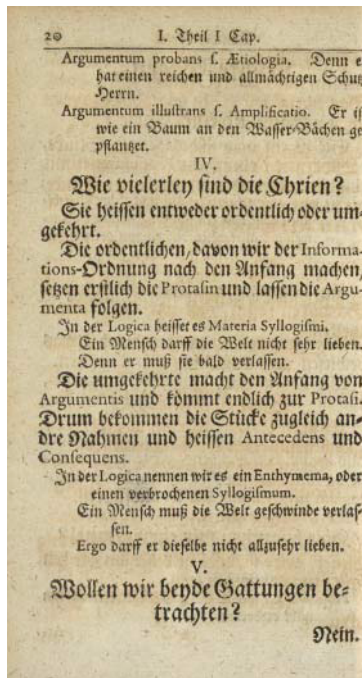 20 I. Theil I Cap.
Argumentum probans ſ. Ætiologia. Denn e
hat einen reichen und allmächtigen Schutz
Herrn.
Argumentum illuſtrans ſ. Amplificatio. Er iſ
wie ein Baum an den Waſſer-Bächen ge
pflantzet.
IV.
Wie vielerley ſind die Chrien?
Sie heiſſen entweder ordentlich oder um-
gekehrt.
Die ordentlichen, davon wir der Informa-
tions-Ordnung nach den Anfang machen,
ſetzen erſtlich die Protaſin und laſſen die Argu-
menta folgen.
In der Logica heiſſet es Materia Syllogiſmi.
Ein Menſch darff die Welt nicht ſehr lieben.
Denn er muß ſie bald verlaſſen.
Die umgekehrte macht den Anfang von
Argumentis und kömmt endlich zur Protaſi.
Drum bekommen die Stücke zugleich an-
dre Nahmen und heiſſen Antecedens und
Conſequens.
In der Logica nennen wir es ein Enthymema, oder
einen verbrochenen Syllogiſmum.
Ein Menſch muß die Welt geſchwinde verlaſ-
ſen.
Ergo darff er dieſelbe nicht allzuſehr lieben.
V.
Wollen wir beyde Gattungen be-
trachten?
Nein.